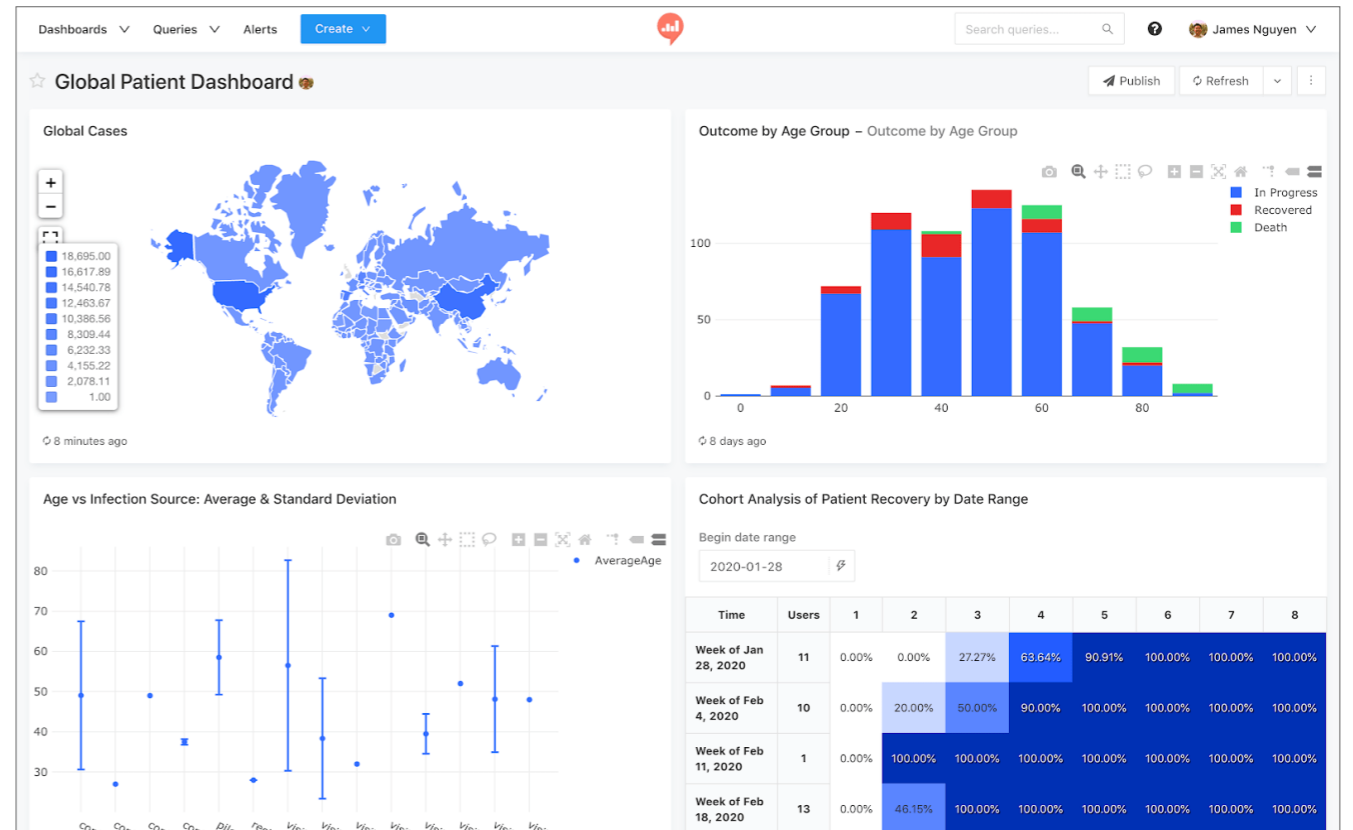 Dashboards Queries Alerts Create Search queries... James Nguyen
Global Patient Dashboard Publish Refresh
Global Cases
+
−
18,695.00
16,617.89
14,540.78
12,463.67
10,386.56
8,309.44
6,232.33
4,155.22
2,078.11
1.00
8 minutes ago
Outcome by Age Group – Outcome by Age Group
In Progress
Recovered
Death
100
50
0
0 20 40 60 80
8 days ago
Age vs Infection Source: Average & Standard Deviation
AverageAge
80
70
60
50
40
30
Cohort Analysis of Patient Recovery by Date Range
Begin date range
2020-01-28
Time Users 1 2 3 4 5 6 7 8
Week of Jan
28, 2020 11 0.00% 0.00% 27.27% 63.64% 90.91% 100.00% 100.00% 100.00%
Week of Feb
4, 2020 10 0.00% 20.00% 50.00% 90.00% 100.00% 100.00% 100.00% 100.00%
Week of Feb
11, 2020 1 0.00% 100.00% 100.00% 100.00% 100.00% 100.00% 100.00% 100.00%
Week of Feb
18, 2020 13 0.00% 46.15% 100.00% 100.00% 100.00% 100.00% 100.00% 100.00%